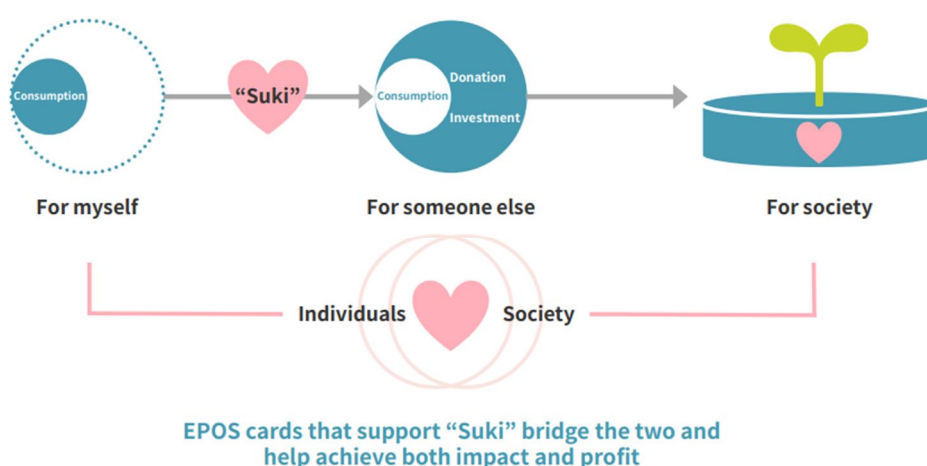 Consumption
“Suki”
Donation
Consumption
Investment
For myself
For someone else
For society
Individuals
Society
EPOS cards that support “Suki” bridge the two and
help achieve both impact and profit